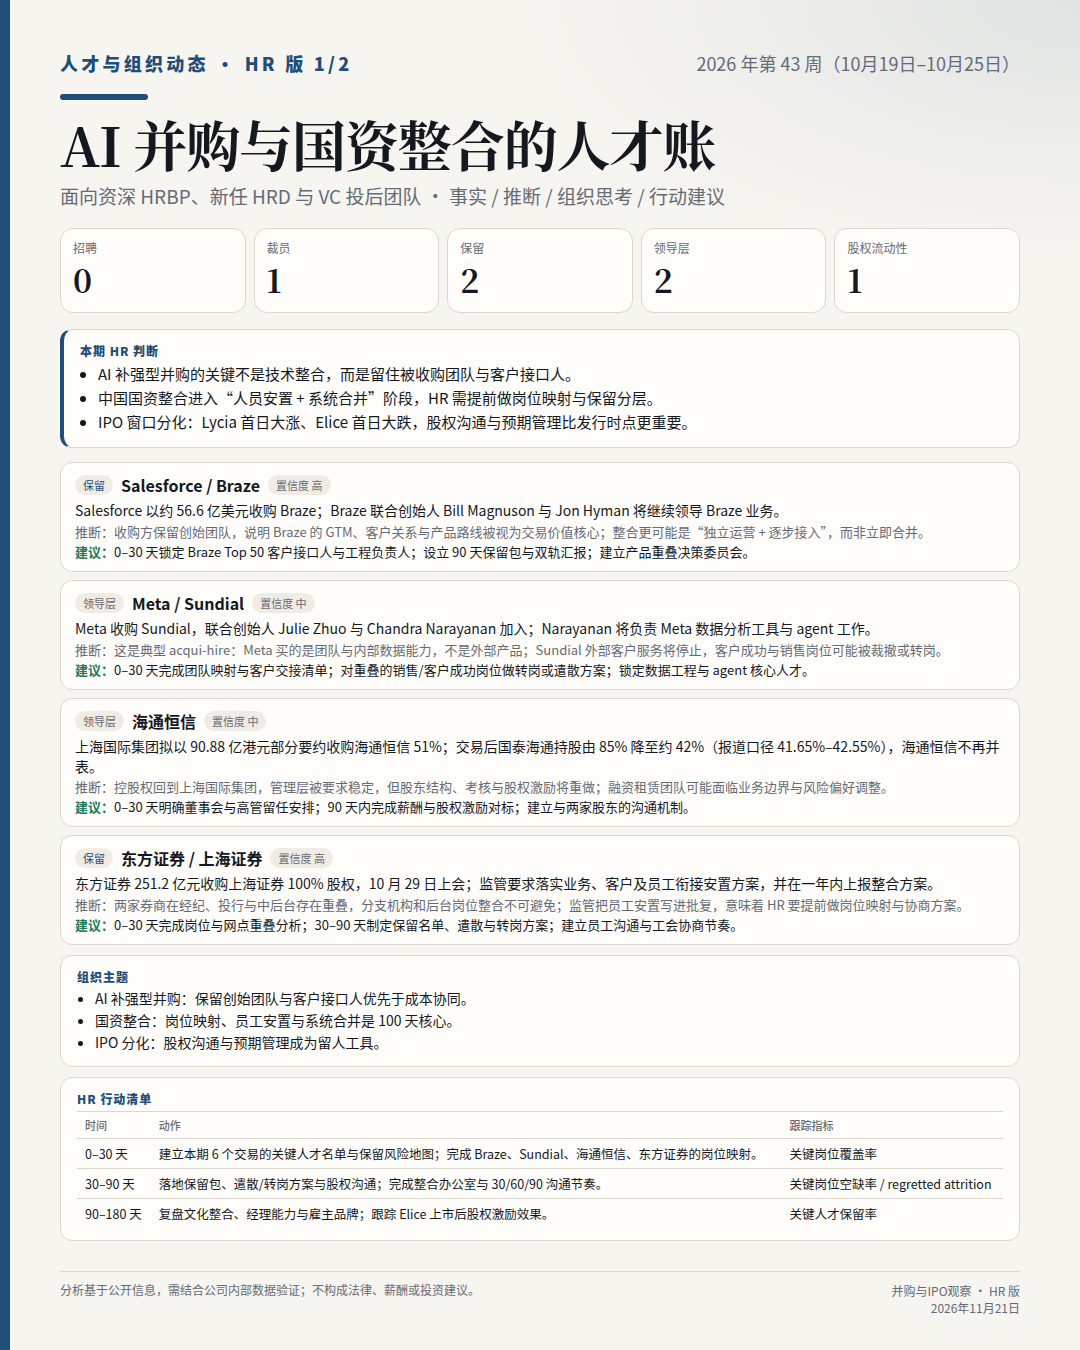 人才与组织动态 · HR 版 1/2
2026 年第 43 周（10月19日–10月25日）
AI 并购与国资整合的人才账
面向资深 HRBP、新任 HRD 与 VC 投后团队 · 事实 / 推断 / 组织思考 / 行动建议
招聘
0
裁员
1
保留
2
领导层
2
股权流动性
1
本期 HR 判断
• AI 补强型并购的关键不是技术整合，而是留住被收购团队与客户接口人。
• 中国国资整合进入“人员安置 + 系统合并”阶段，HR 需提前做岗位映射与保留分层。
• IPO 窗口分化：Lycia 首日大涨、Elice 首日大跌，股权沟通与预期管理比发行时点更重要。
保留 Salesforce / Braze 置信度 高
Salesforce 以约 56.6 亿美元收购 Braze；Braze 联合创始人 Bill Magnuson 与 Jon Hyman 将继续领导 Braze 业务。
推断：收购方保留创始团队，说明 Braze 的 GTM、客户关系与产品路线被视为交易价值核心；整合更可能是“独立运营 + 逐步接入”，而非立即合并。
建议：0–30 天锁定 Braze Top 50 客户接口人与工程负责人；设立 90 天保留包与双轨汇报；建立产品重叠决策委员会。
领导层 Meta / Sundial 置信度 中
Meta 收购 Sundial，联合创始人 Julie Zhuo 与 Chandra Narayanan 加入；Narayanan 将负责 Meta 数据分析工具与 agent 工作。
推断：这是典型 acqui-hire：Meta 买的是团队与内部数据能力，不是外部产品；Sundial 外部客户服务将停止，客户成功与销售岗位可能被裁撤或转岗。
建议：0–30 天完成团队映射与客户交接清单；对重叠的销售/客户成功岗位做转岗或遣散方案；锁定数据工程与 agent 核心人才。
领导层 海通恒信 置信度 中
上海国际集团拟以 90.88 亿港元部分要约收购海通恒信 51%；交易后国泰海通持股由 85% 降至约 42%（报道口径 41.65%–42.55%），海通恒信不再并
表。
推断：控股权回到上海国际集团，管理层被要求稳定，但股东结构、考核与股权激励将重做；融资租赁团队可能面临业务边界与风险偏好调整。
建议：0–30 天明确董事会与高管留任安排；90 天内完成薪酬与股权激励对标；建立与两家股东的沟通机制。
保留 东方证券 / 上海证券 置信度 高
东方证券 251.2 亿元收购上海证券 100% 股权，10 月 29 日上会；监管要求落实业务、客户及员工衔接安置方案，并在一年内上报整合方案。
推断：两家券商在经纪、投行与中后台存在重叠，分支机构和后台岗位整合不可避免；监管把员工安置写进批复，意味着 HR 要提前做岗位映射与协商方案。
建议：0–30 天完成岗位与网点重叠分析；30–90 天制定保留名单、遣散与转岗方案；建立员工沟通与工会协商节奏。
组织主题
• AI 补强型并购：保留创始团队与客户接口人优先于成本协同。
• 国资整合：岗位映射、员工安置与系统合并是 100 天核心。
• IPO 分化：股权沟通与预期管理成为留人工具。
HR 行动清单
时间 动作 跟踪指标
0–30 天 建立本期 6 个交易的关键人才名单与保留风险地图；完成 Braze、Sundial、海通恒信、东方证券的岗位映射。 关键岗位覆盖率
30–90 天 落地保留包、遣散/转岗方案与股权沟通；完成整合办公室与 30/60/90 沟通节奏。 关键岗位空缺率 / regretted attrition
90–180 天 复盘文化整合、经理能力与雇主品牌；跟踪 Elice 上市后股权激励效果。 关键人才保留率
分析基于公开信息，需结合公司内部数据验证；不构成法律、薪酬或投资建议。
并购与IPO观察 · HR 版
2026年11月21日